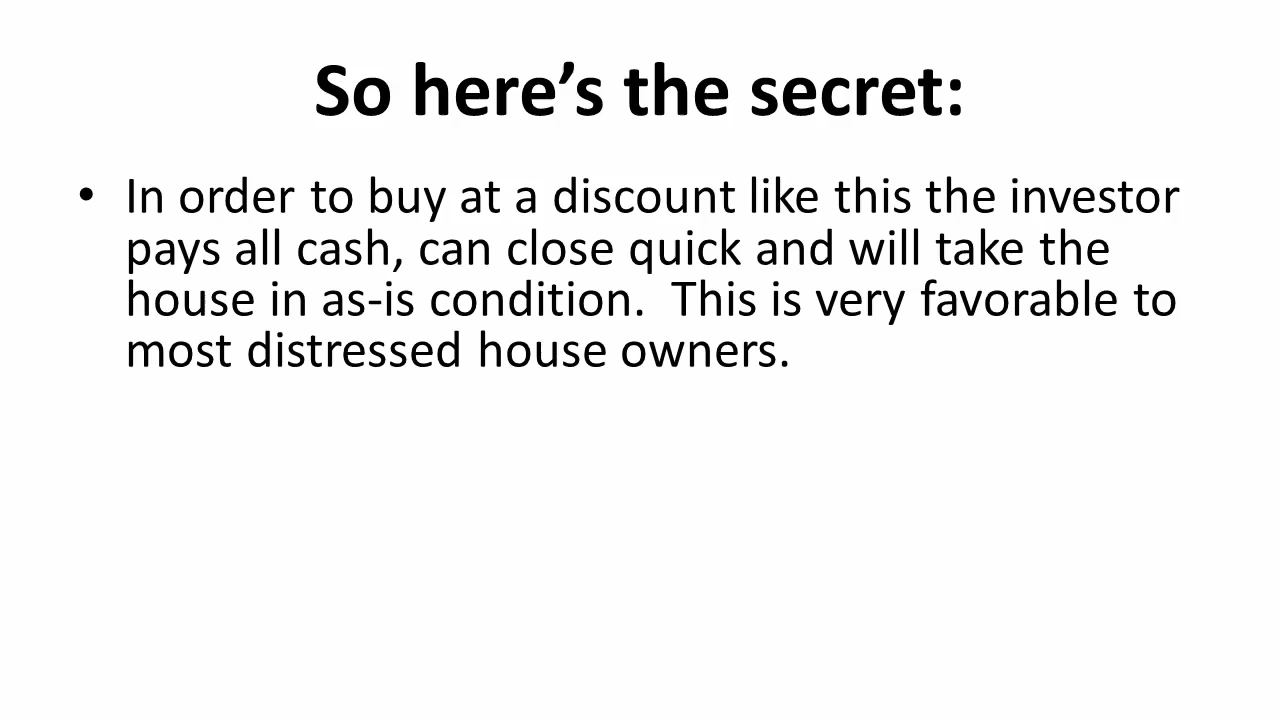 So here’s the secret:
• In order to buy at a discount like this the investor
pays all cash, can close quick and will take the
house in as-is condition.  This is very favorable to
most distressed house owners.